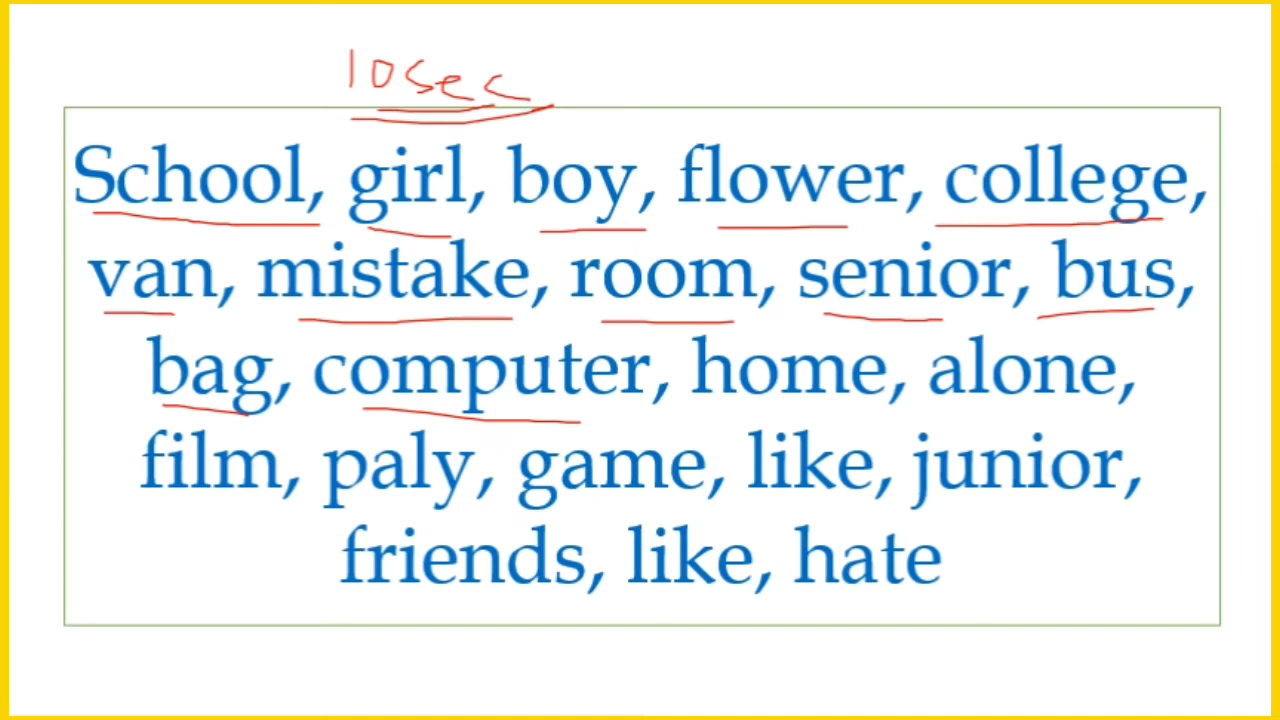 10sec
School, girl, boy, flower, college,
van, mistake, room, senior, bus,
bag, computer, home, alone,
film, paly, game, like, junior,
friends, like, hate